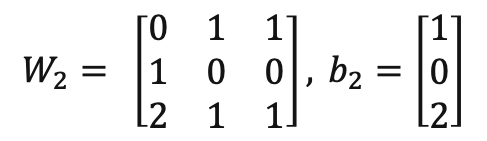 W₂ = [0 1 1; 1 0 0; 2 1 1], b₂ = [1; 0; 2]